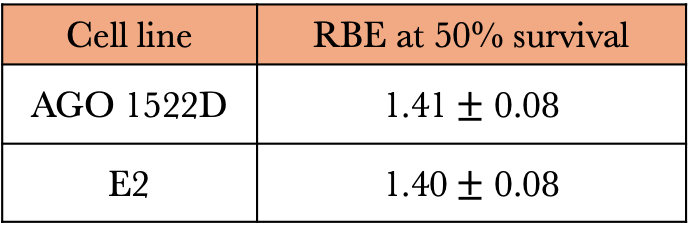 Cell line RBE at 50% survival
AGO 1522D 1.41 ± 0.08
E2 1.40 ± 0.08